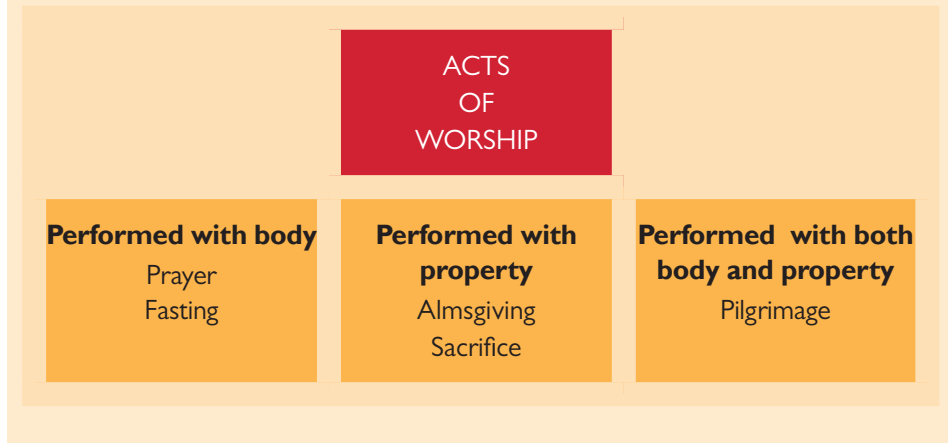 ACTS
OF
WORSHIP
Performed with body
Prayer
Fasting
Performed with
property
Almsgiving
Sacrifice
Performed with both
body and property
Pilgrimage